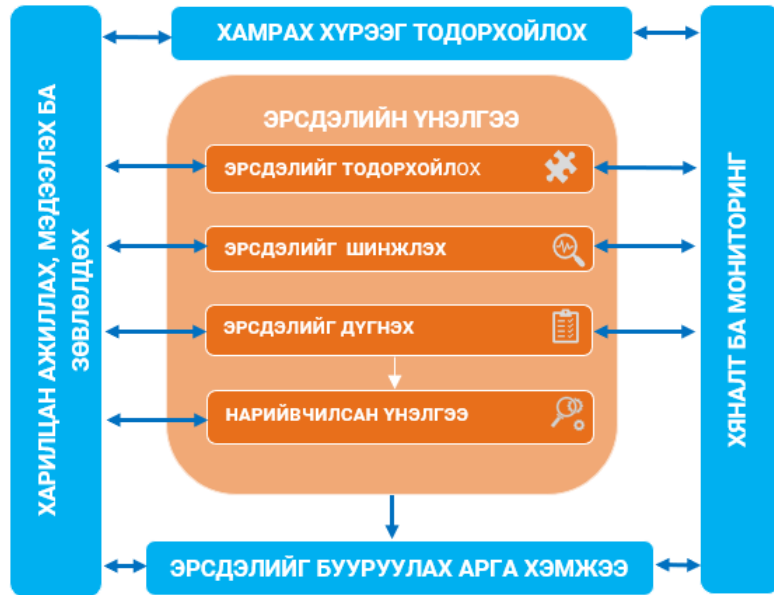 ХАМРАХ ХҮРЭЭГ ТОДОРХОЙЛОХ
ХАРИЛЦАН АЖИЛЛАХ, МЭДЭЭЛЭХ БА
ЗӨВЛӨЛДӨХ
ЭРСДЭЛИЙН ҮНЭЛГЭЭ
ЭРСДЭЛИЙГ ТОДОРХОЙЛОХ
ЭРСДЭЛИЙГ ШИНЖЛЭХ
ЭРСДЭЛИЙГ ДҮГНЭХ
НАРИЙВЧИЛСАН ҮНЭЛГЭЭ
ХЯНАЛТ БА МОНИТОРИНГ
ЭРСДЭЛИЙГ БУУРУУЛАХ АРГА ХЭМЖЭЭ